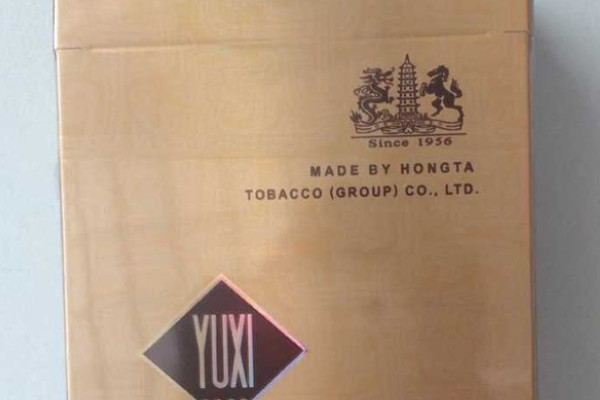 Since 1956
MADE BY HONGTA
TOBACCO (GROUP) CO., LTD.
YUXI